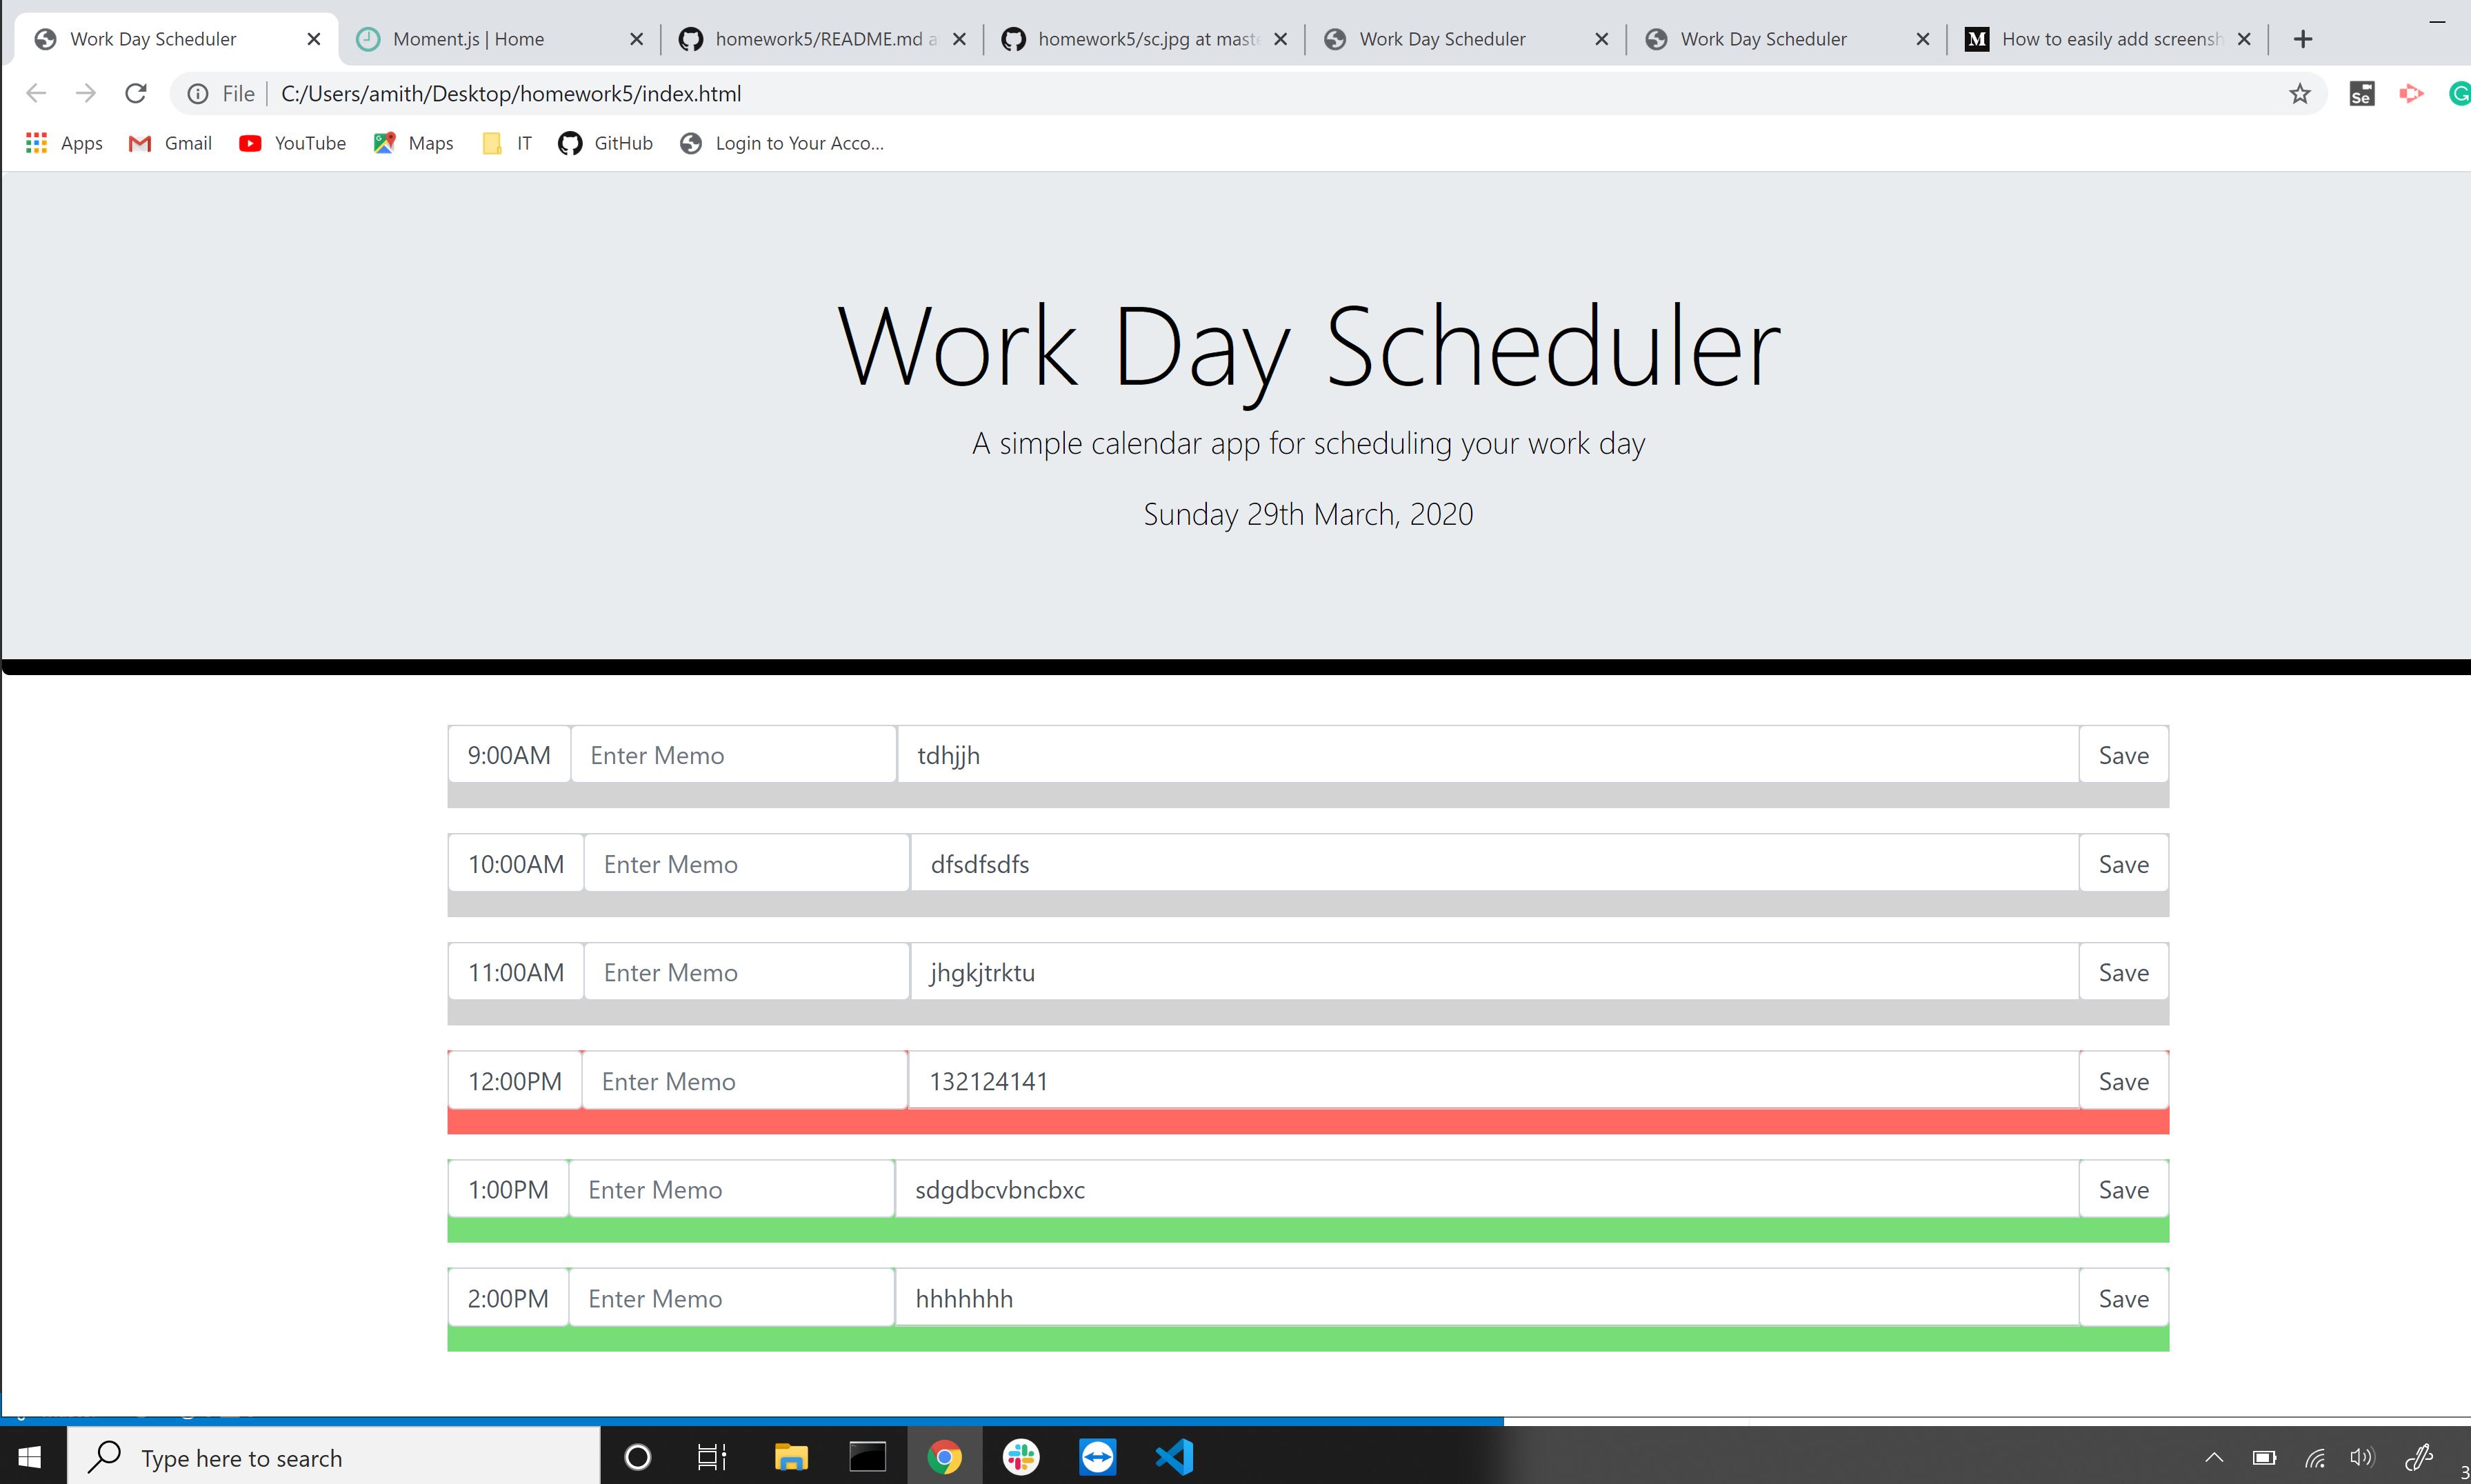 Work Day Scheduler
Moment.js | Home
homework5/README.md a
homework5/sc.jpg at maste
Work Day Scheduler
Work Day Scheduler
M How to easily add screensh
File C:/Users/amith/Desktop/homework5/index.html
Se G
Apps Gmail YouTube Maps IT GitHub Login to Your Acco...
Work Day Scheduler
A simple calendar app for scheduling your work day
Sunday 29th March, 2020
9:00AM Enter Memo tdhjjh Save
10:00AM Enter Memo dfsdfsdfs Save
11:00AM Enter Memo jhgkjtrktu Save
12:00PM Enter Memo 132124141 Save
1:00PM Enter Memo sdgdbcvbncbxc Save
2:00PM Enter Memo hhhhhhh Save
Type here to search
3